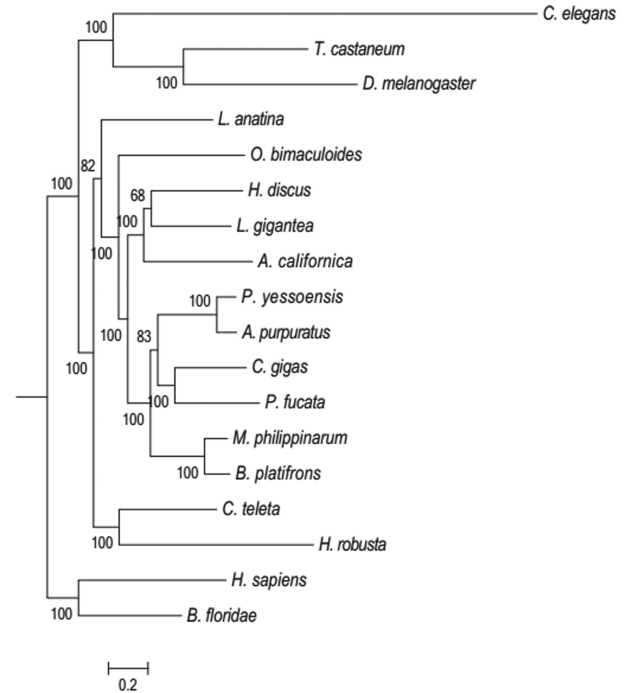 C. elegans
100
T. castaneum
100
D. melanogaster
L. anatina
82
O. bimaculoides
100
H. discus
68
100
L. gigantea
100
A. californica
P. yessoensis
100
A. purpuratus
100
83
C. gigas
100
100
P. fucata
100
M. philippinarum
100
B. platifrons
C. teleta
100
H. robusta
H. sapiens
100
B. floridae
0.2